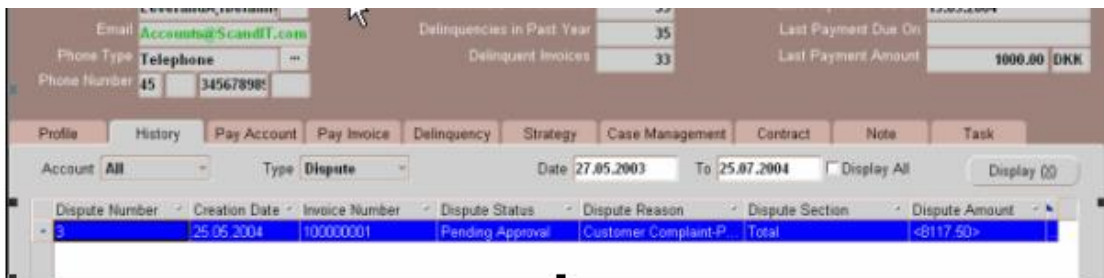 Email Accounts@ScandIT.com Delinquencies in Past Year 35 Last Payment Due On
Phone Type Telephone ... Delinquent Invoices 33 Last Payment Amount 1000.00 DKK
Phone Number 45 34567898
Profile History Pay Account Pay Invoice Delinquency Strategy Case Management Contract Note Task
Account All Type Dispute Date 27.05.2003 To 25.07.2004 Display All Display (X)
Dispute Number Creation Date Invoice Number Dispute Status Dispute Reason Dispute Section Dispute Amount
3 25.05.2004 100000001 Pending Approval Customer Complaint-P... Total <8117.50>